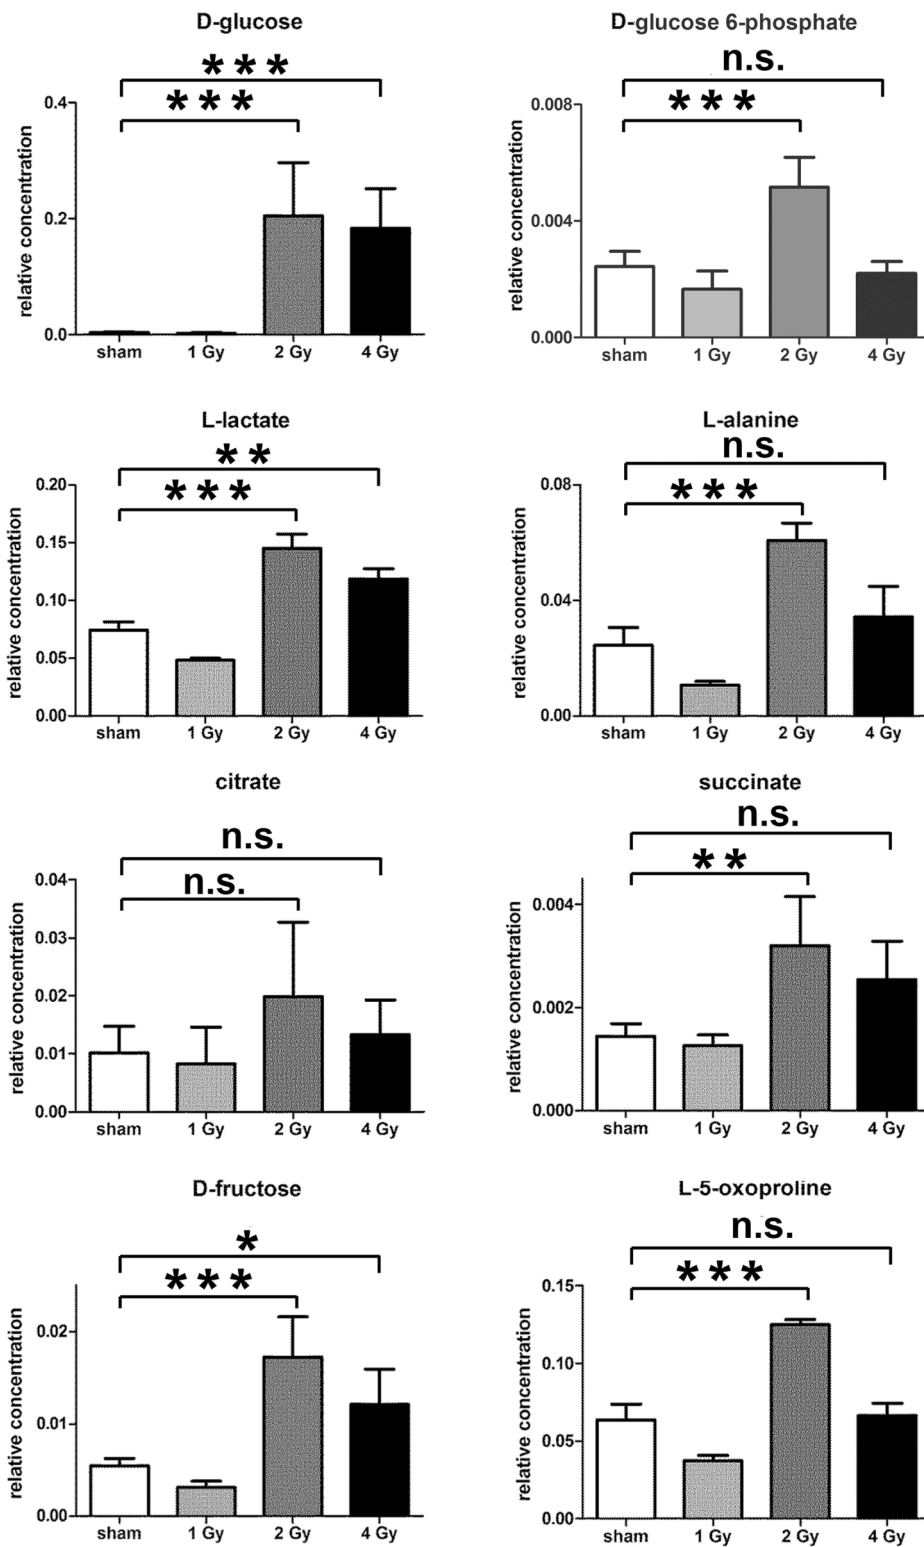 D-glucose
* * *
* * *
relative concentration
0.4
0.2
0.0
sham 1 Gy 2 Gy 4 Gy
D-glucose 6-phosphate
n.s.
* * *
relative concentration
0.008
0.004
0.000
sham 1 Gy 2 Gy 4 Gy
L-lactate
* *
* * *
relative concentration
0.20
0.15
0.10
0.05
0.00
sham 1 Gy 2 Gy 4 Gy
L-alanine
n.s.
* * *
relative concentration
0.08
0.04
0.00
sham 1 Gy 2 Gy 4 Gy
citrate
n.s.
n.s.
relative concentration
0.04
0.03
0.02
0.01
0.00
sham 1 Gy 2 Gy 4 Gy
succinate
n.s.
* *
relative concentration
0.004
0.002
0.000
sham 1 Gy 2 Gy 4 Gy
D-fructose
*
* * *
relative concentration
0.02
0.01
0.00
sham 1 Gy 2 Gy 4 Gy
L-5-oxoproline
n.s.
* * *
relative concentration
0.15
0.10
0.05
0.00
sham 1 Gy 2 Gy 4 Gy